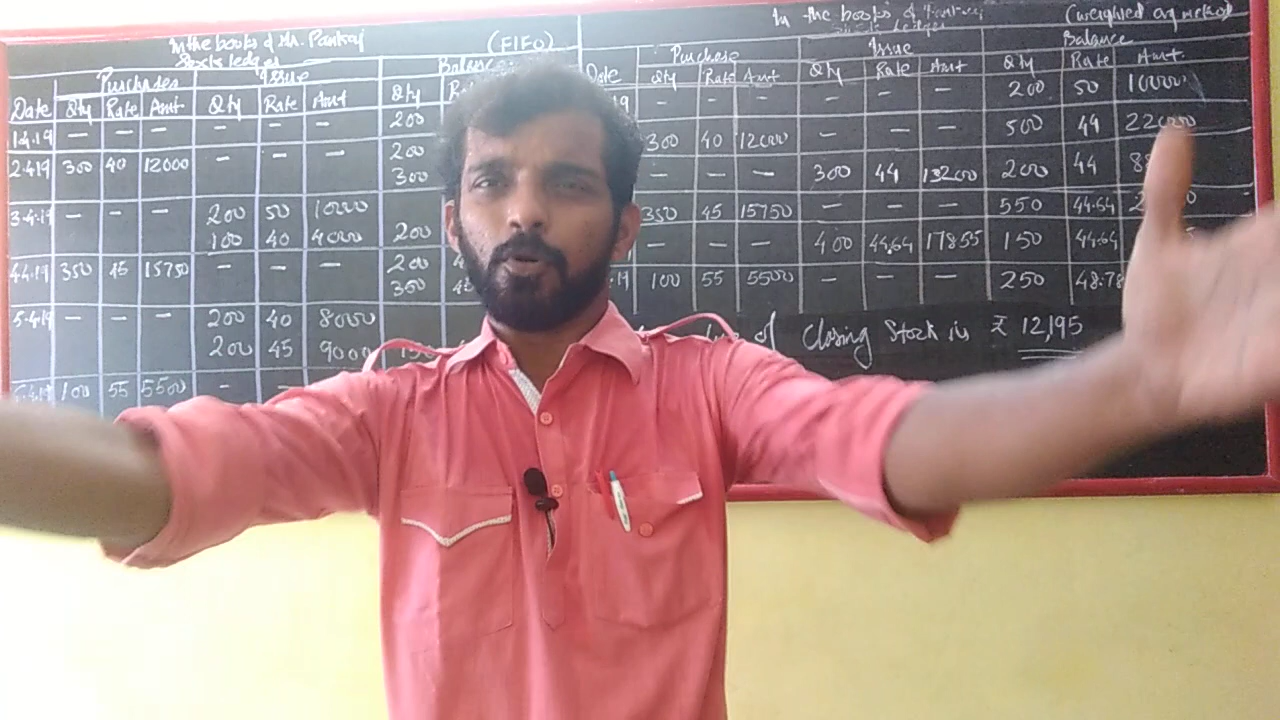 In the books of Mr. Pankaj
(FIFO)
Purchases Issue Balance
Date Qty Rate Amt Qty Rate Amt Qty
1.4.19 — — — — — — 200
2.4.19 300 40 12000 — — — 200
300
3.4.19 — — — 200 50 10000
100 40 4000 200
4.4.19 350 45 15750 — — — 200
350
5.4.19 — — — 200 40 8000
200 45 9000 150
100 55 5500 — —
In the books of Pankaj (weighted avg method)
Stock ledger
Purchase Issue Balance
Date Qty Rate Amt Qty Rate Amt Qty Rate Amt
— — — — — — 200 50 10000
300 40 12000 — — — 500 44 22000
— — — 300 44 13200 200 44
350 45 15750 — — — 550 44.64
— — — 400 44.64 17855 150 44.64
100 55 5500 — — — 250 48.78
of Closing Stock is ₹ 12,195